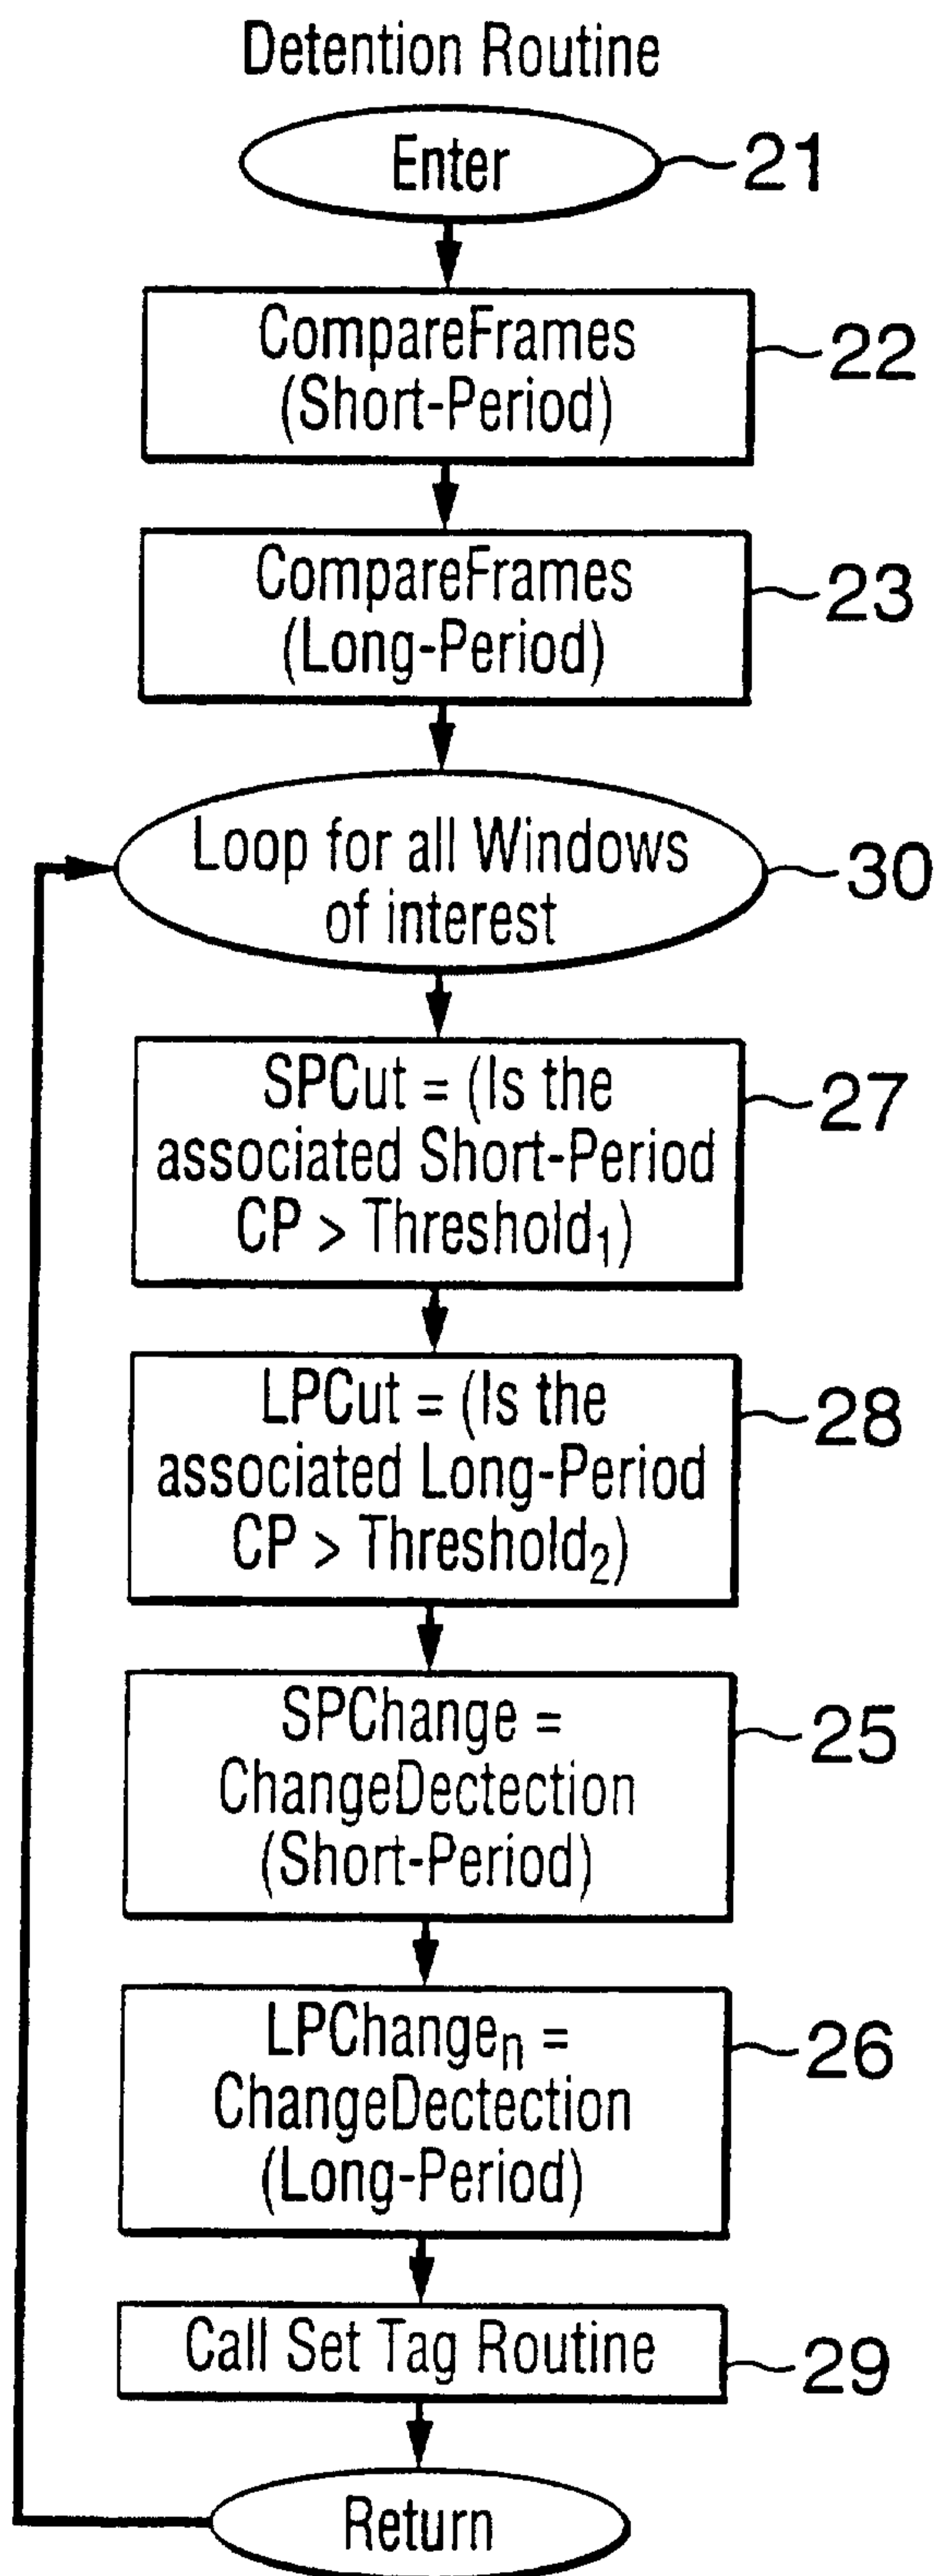 Detention Routine
Enter
21
CompareFrames
(Short-Period)
22
CompareFrames
(Long-Period)
23
Loop for all Windows
of interest
30
SPCut = (Is the
associated Short-Period
CP > Threshold₁)
27
LPCut = (Is the
associated Long-Period
CP > Threshold₂)
28
SPChange =
ChangeDectection
(Short-Period)
25
LPChangeₙ =
ChangeDectection
(Long-Period)
26
Call Set Tag Routine
29
Return